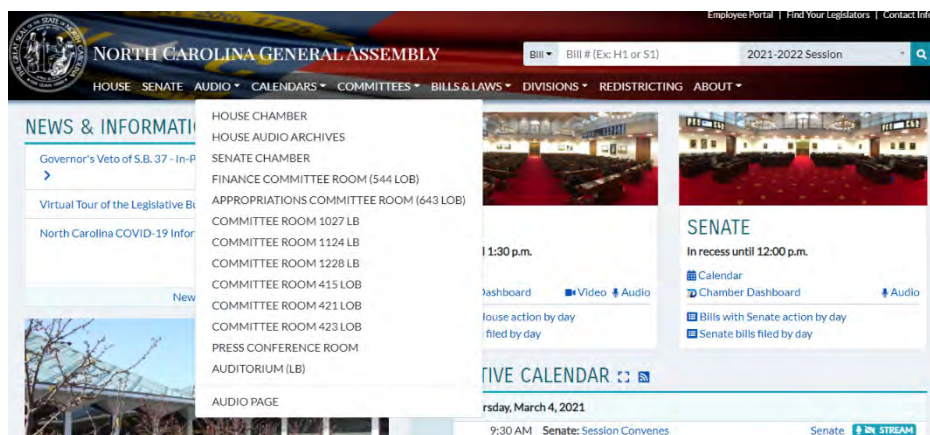 Employee Portal | Find Your Legislators | Contact Info
NORTH CAROLINA GENERAL ASSEMBLY
Bill
Bill # (Ex: H1 or S1)
2021-2022 Session
HOUSE SENATE AUDIO CALENDARS COMMITTEES BILLS & LAWS DIVISIONS REDISTRICTING ABOUT
NEWS & INFORMATI
Governor's Veto of S.B. 37 - In-P
Virtual Tour of the Legislative Bu
North Carolina COVID-19 Infor
New
HOUSE CHAMBER
HOUSE AUDIO ARCHIVES
SENATE CHAMBER
FINANCE COMMITTEE ROOM (544 LOB)
APPROPRIATIONS COMMITTEE ROOM (643 LOB)
COMMITTEE ROOM 1027 LB
COMMITTEE ROOM 1124 LB
COMMITTEE ROOM 1228 LB
COMMITTEE ROOM 415 LOB
COMMITTEE ROOM 421 LOB
COMMITTEE ROOM 423 LOB
PRESS CONFERENCE ROOM
AUDITORIUM (LB)
AUDIO PAGE
l 1:30 p.m.
Dashboard Video Audio
House action by day
filed by day
SENATE
In recess until 12:00 p.m.
Calendar
Chamber Dashboard Audio
Bills with Senate action by day
Senate bills filed by day
TIVE CALENDAR
rsday, March 4, 2021
9:30 AM Senate: Session Convenes Senate STREAM